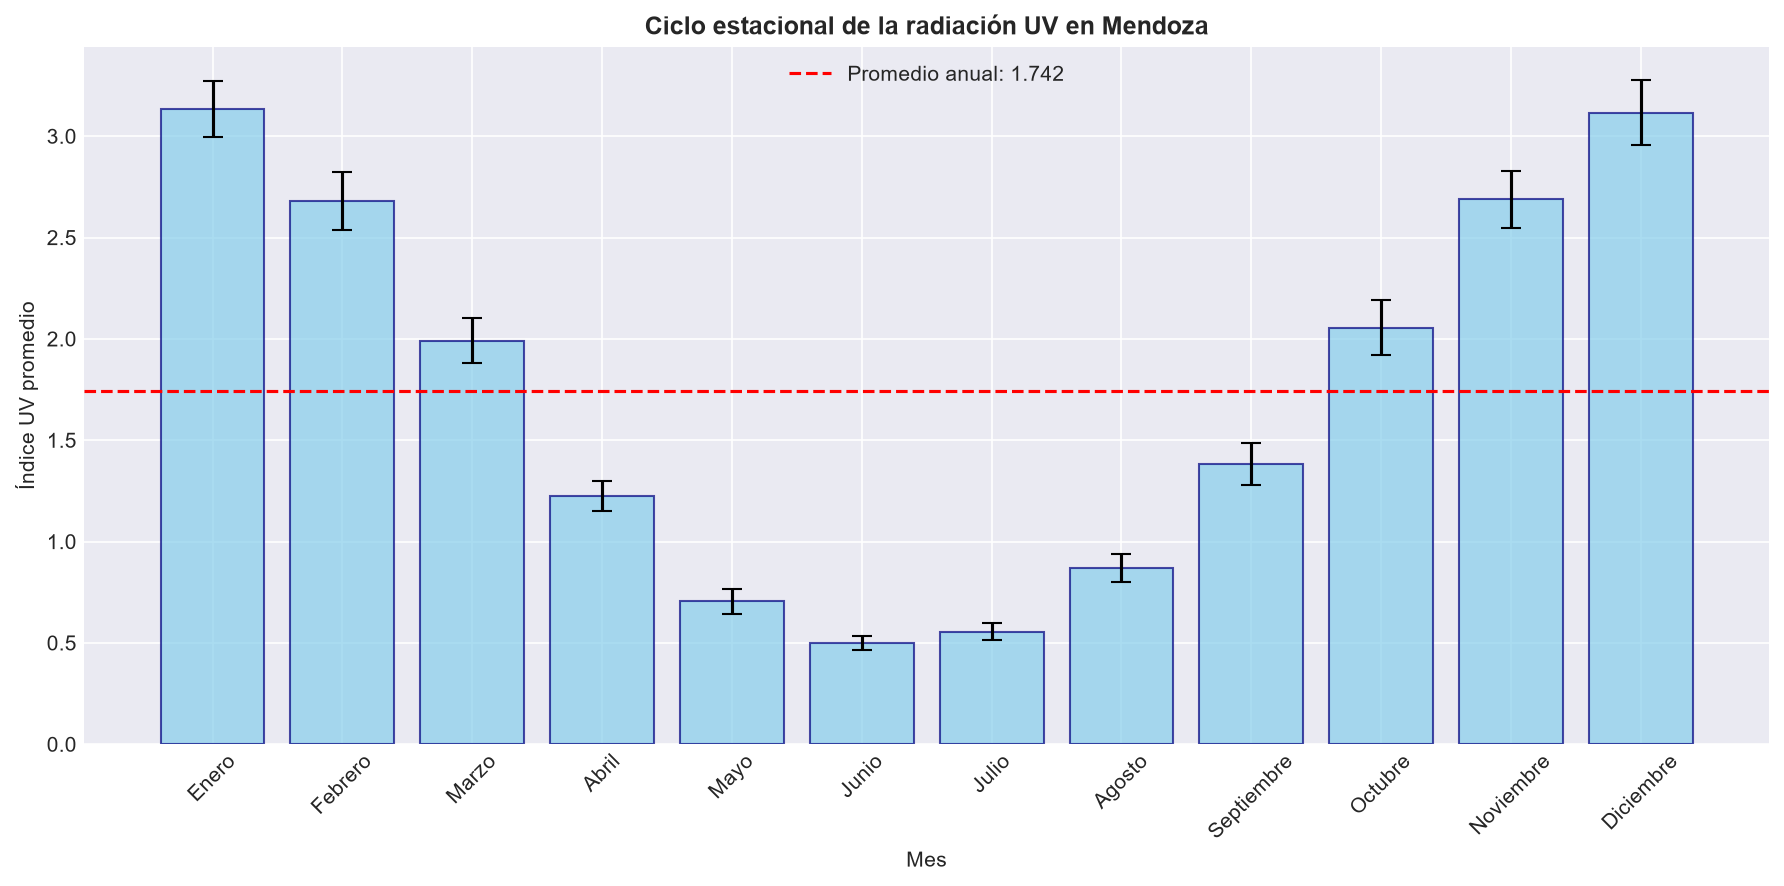 Ciclo estacional de la radiación UV en Mendoza
Promedio anual: 1.742
Índice UV promedio
3.0
2.5
2.0
1.5
1.0
0.5
0.0
Enero
Febrero
Marzo
Abril
Mayo
Junio
Julio
Agosto
Septiembre
Octubre
Noviembre
Diciembre
Mes